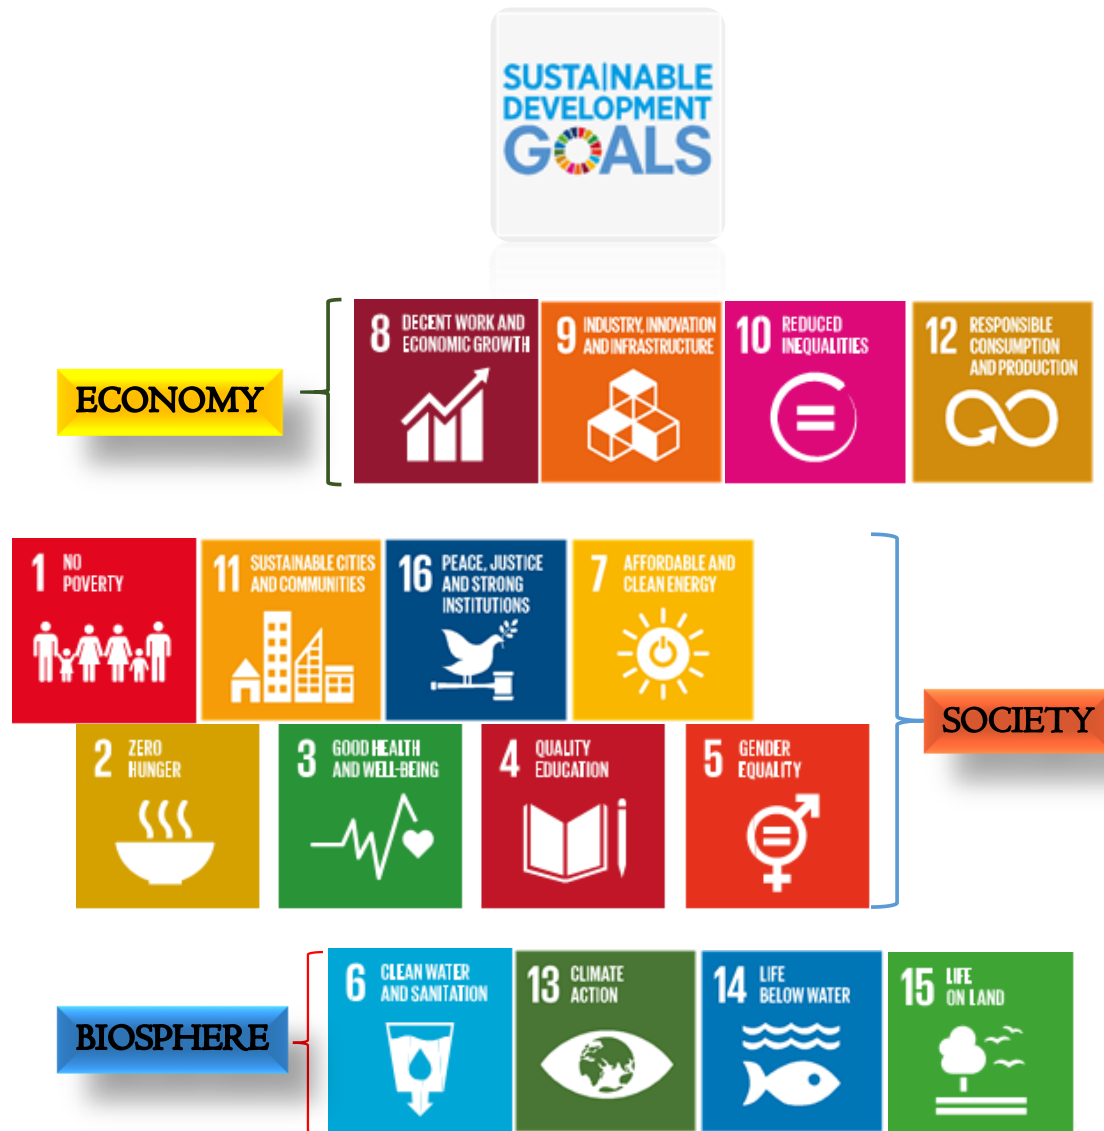 SUSTAINABLE
DEVELOPMENT
GOALS
ECONOMY
8 DECENT WORK AND
ECONOMIC GROWTH
9 INDUSTRY, INNOVATION
AND INFRASTRUCTURE
10 REDUCED
INEQUALITIES
12 RESPONSIBLE
CONSUMPTION
AND PRODUCTION
1 NO
POVERTY
11 SUSTAINABLE CITIES
AND COMMUNITIES
16 PEACE, JUSTICE
AND STRONG
INSTITUTIONS
7 AFFORDABLE AND
CLEAN ENERGY
SOCIETY
2 ZERO
HUNGER
3 GOOD HEALTH
AND WELL-BEING
4 QUALITY
EDUCATION
5 GENDER
EQUALITY
BIOSPHERE
6 CLEAN WATER
AND SANITATION
13 CLIMATE
ACTION
14 LIFE
BELOW WATER
15 LIFE
ON LAND